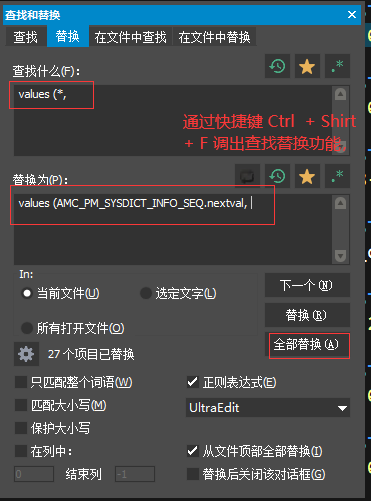 查找和替换
查找 替换 在文件中查找 在文件中替换
查找什么(F):
values (*,
通过快捷键 Ctrl + Shirt
+ F 调出查找替换功能
替换为(P):
values (AMC_PM_SYSDICT_INFO_SEQ.nextval,
In:
当前文件(U) 选定文字(L)
所有打开文件(O)
下一个(N)
替换(R)
全部替换(A)
27 个项目已替换
只匹配整个词语(W) 正则表达式(E)
匹配大小写(M) UltraEdit
保护大小写
在列中: 从文件顶部全部替换(I)
0 结束列 -1 替换后关闭该对话框(G)